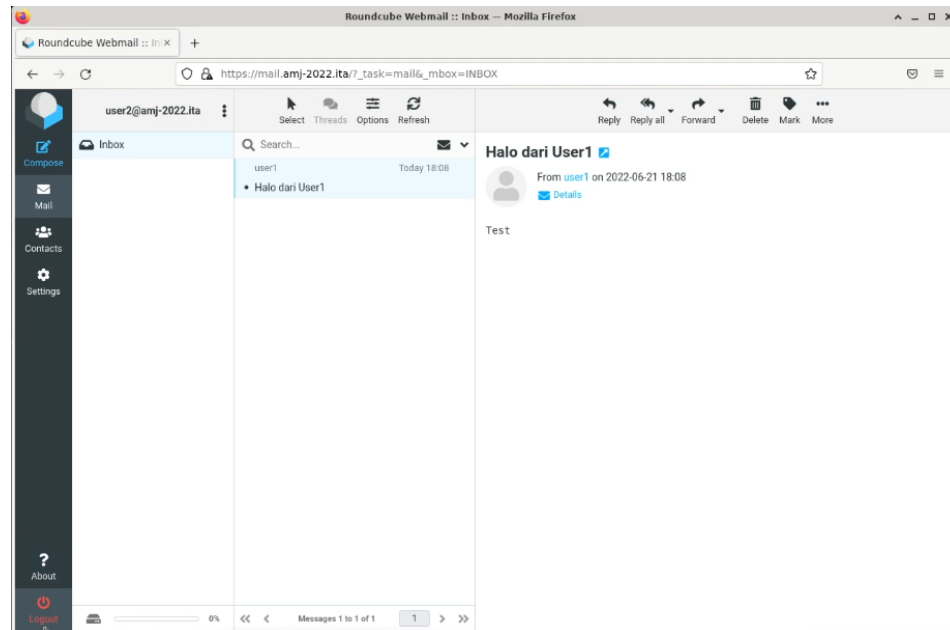 Roundcube Webmail :: Inbox — Mozilla Firefox
Roundcube Webmail :: In
https://mail.amj-2022.ita/?_task=mail&_mbox=INBOX
user2@amj-2022.ita
Select Threads Options Refresh
Reply Reply all Forward Delete Mark More
Compose
Mail
Contacts
Settings
About
Logout
Inbox
0%
Search...
user1 Today 18:08
• Halo dari User1
Messages 1 to 1 of 1 1
Halo dari User1
From user1 on 2022-06-21 18:08
Details
Test